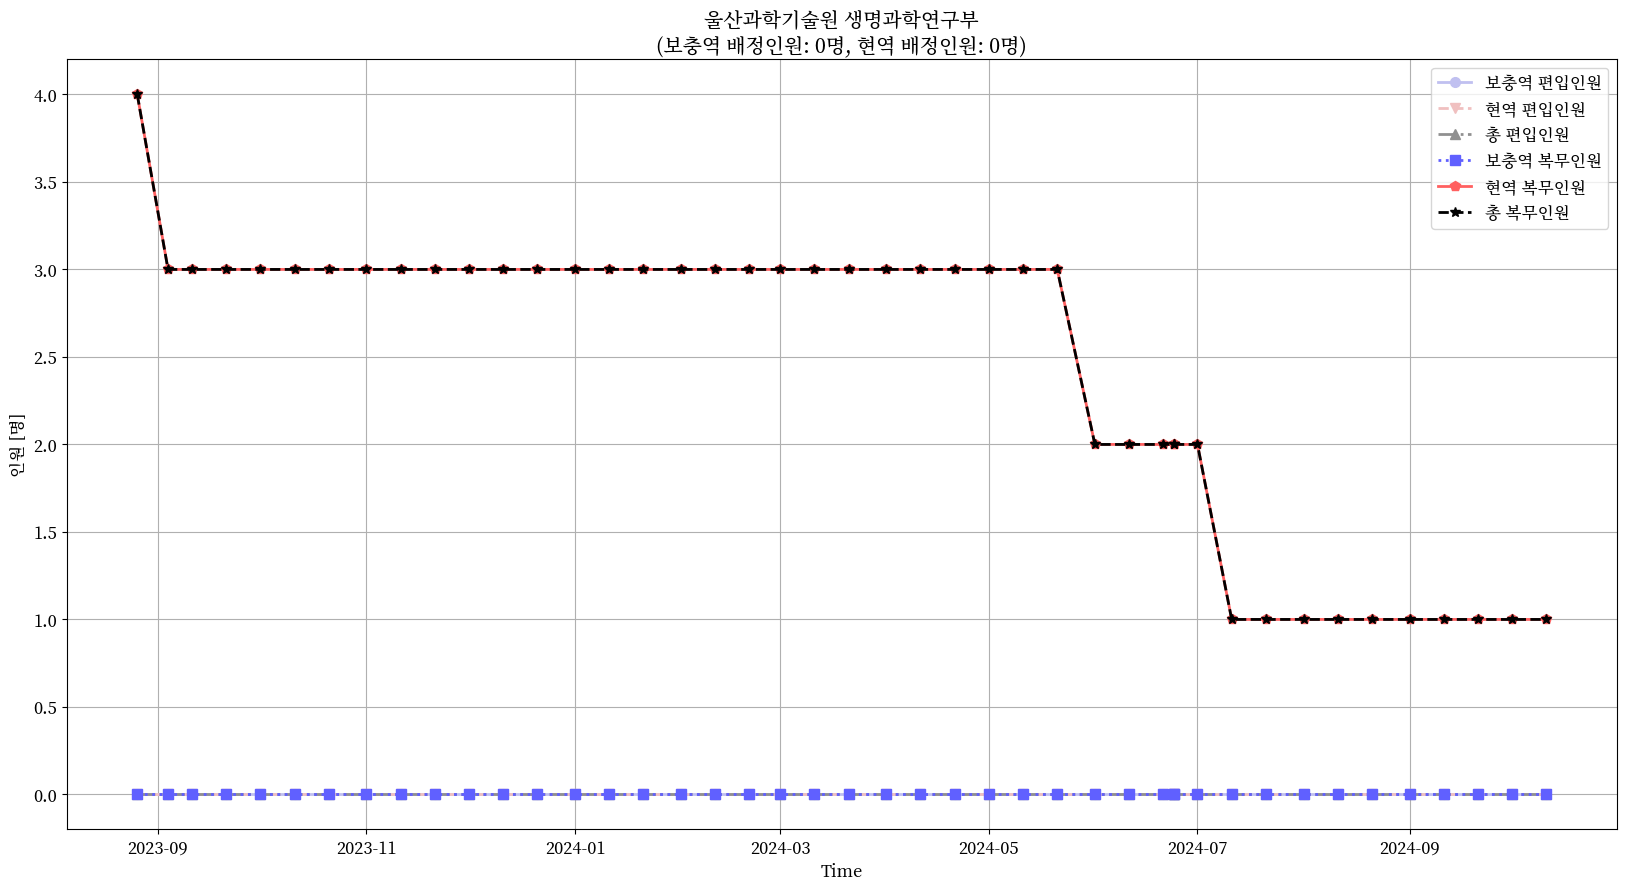 울산과학기술원 생명과학연구부
(보충역 배정인원: 0명, 현역 배정인원: 0명)
보충역 편입인원
현역 편입인원
총 편입인원
보충역 복무인원
현역 복무인원
총 복무인원
인원 [명]
4.0
3.5
3.0
2.5
2.0
1.5
1.0
0.5
0.0
2023-09
2023-11
2024-01
2024-03
2024-05
2024-07
2024-09
Time